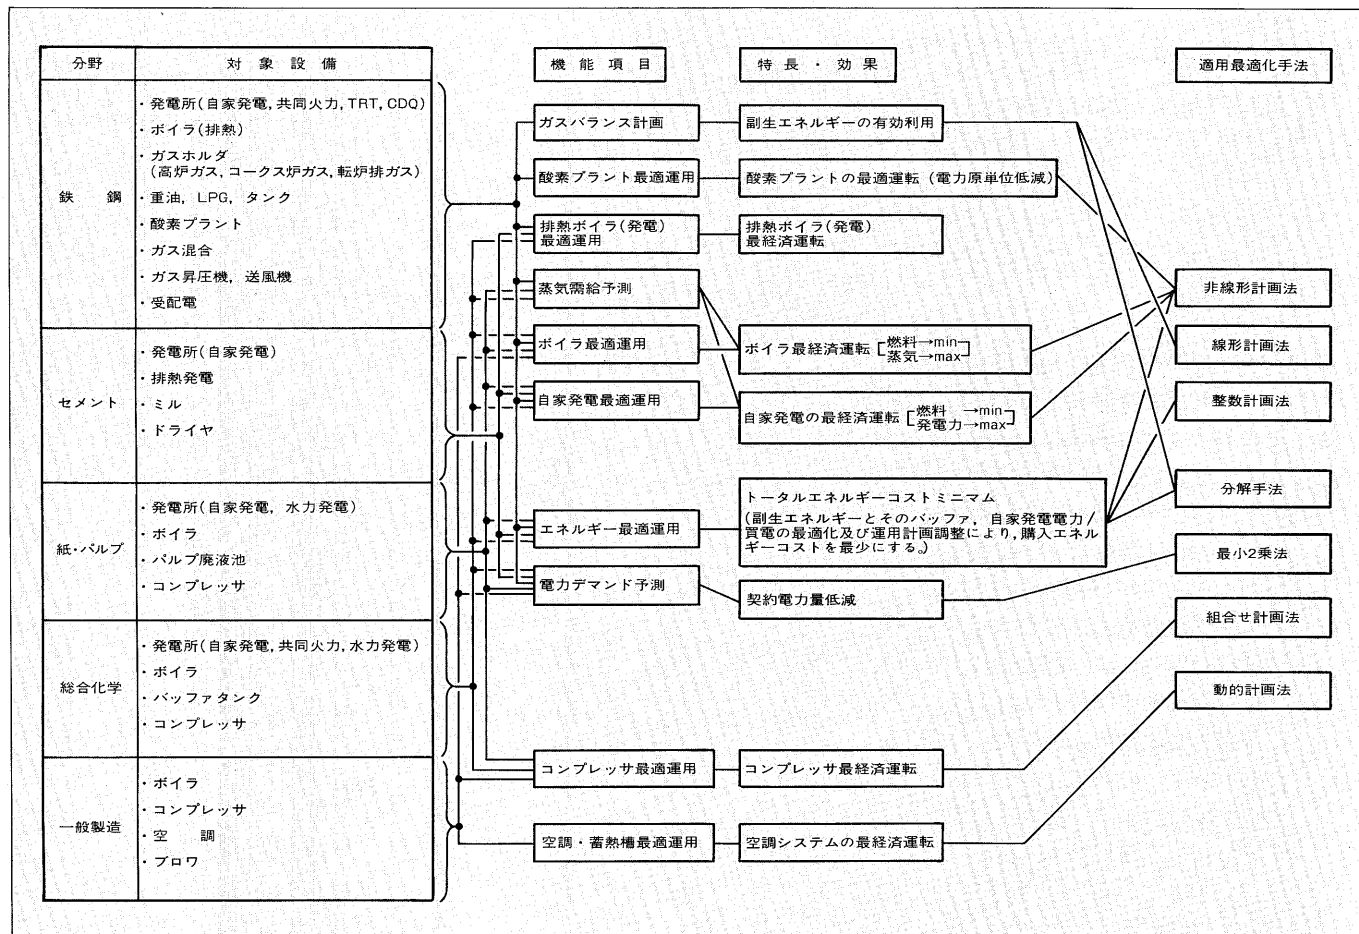 分野
対象設備
機能項目
特長・効果
適用最適化手法
鉄鋼
・発電所(自家発電,共同火力,TRT,CDQ)
・ボイラ(排熱)
・ガスホルダ
(高炉ガス,コークス炉ガス,転炉排ガス)
・重油,LPG,タンク
・酸素プラント
・ガス混合
・ガス昇圧機,送風機
・受配電
セメント
・発電所(自家発電)
・排熱発電
・ミル
・ドライヤ
紙・パルプ
・発電所(自家発電,水力発電)
・ボイラ
・パルプ廃液池
・コンプレッサ
総合化学
・発電所(自家発電,共同火力,水力発電)
・ボイラ
・バッファタンク
・コンプレッサ
一般製造
・ボイラ
・コンプレッサ
・空調
・ブロワ
ガスバランス計画
酸素プラント最適運用
排熱ボイラ(発電)
最適運用
蒸気需給予測
ボイラ最適運用
自家発電最適運用
エネルギー最適運用
電力デマンド予測
コンプレッサ最適運用
空調・蓄熱槽最適運用
副生エネルギーの有効利用
酸素プラントの最適運転(電力原単位低減)
排熱ボイラ(発電)
最経済運転
ボイラ最経済運転[燃料→min
蒸気→max]
自家発電の最経済運転[燃料→min
発電力→max]
トータルエネルギーコストミニマム
(副生エネルギーとそのバッファ,自家発電電力/
買電の最適化及び運用計画調整により,購入エネル
ギーコストを最少にする。)
契約電力量低減
コンプレッサ最経済運転
空調システムの最経済運転
非線形計画法
線形計画法
整数計画法
分解手法
最小2乗法
組合せ計画法
動的計画法